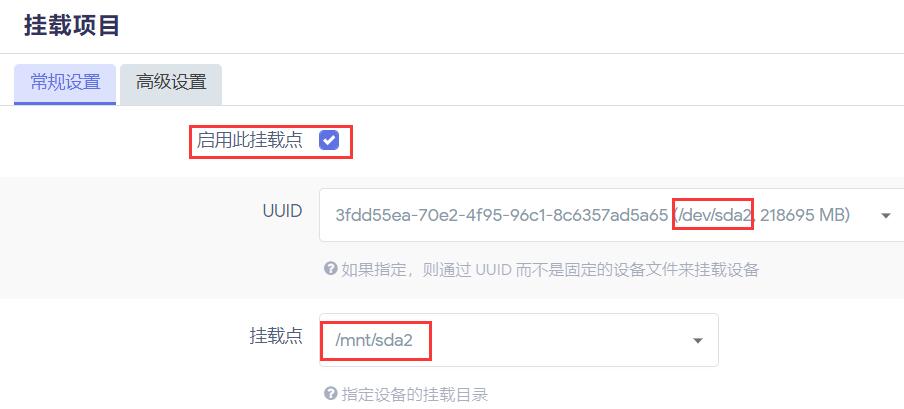 挂载项目
常规设置 高级设置
启用此挂载点
UUID 3fdd55ea-70e2-4f95-96c1-8c6357ad5a65 (/dev/sda2, 218695 MB)
如果指定，则通过 UUID 而不是固定的设备文件来挂载设备
挂载点 /mnt/sda2
指定设备的挂载目录